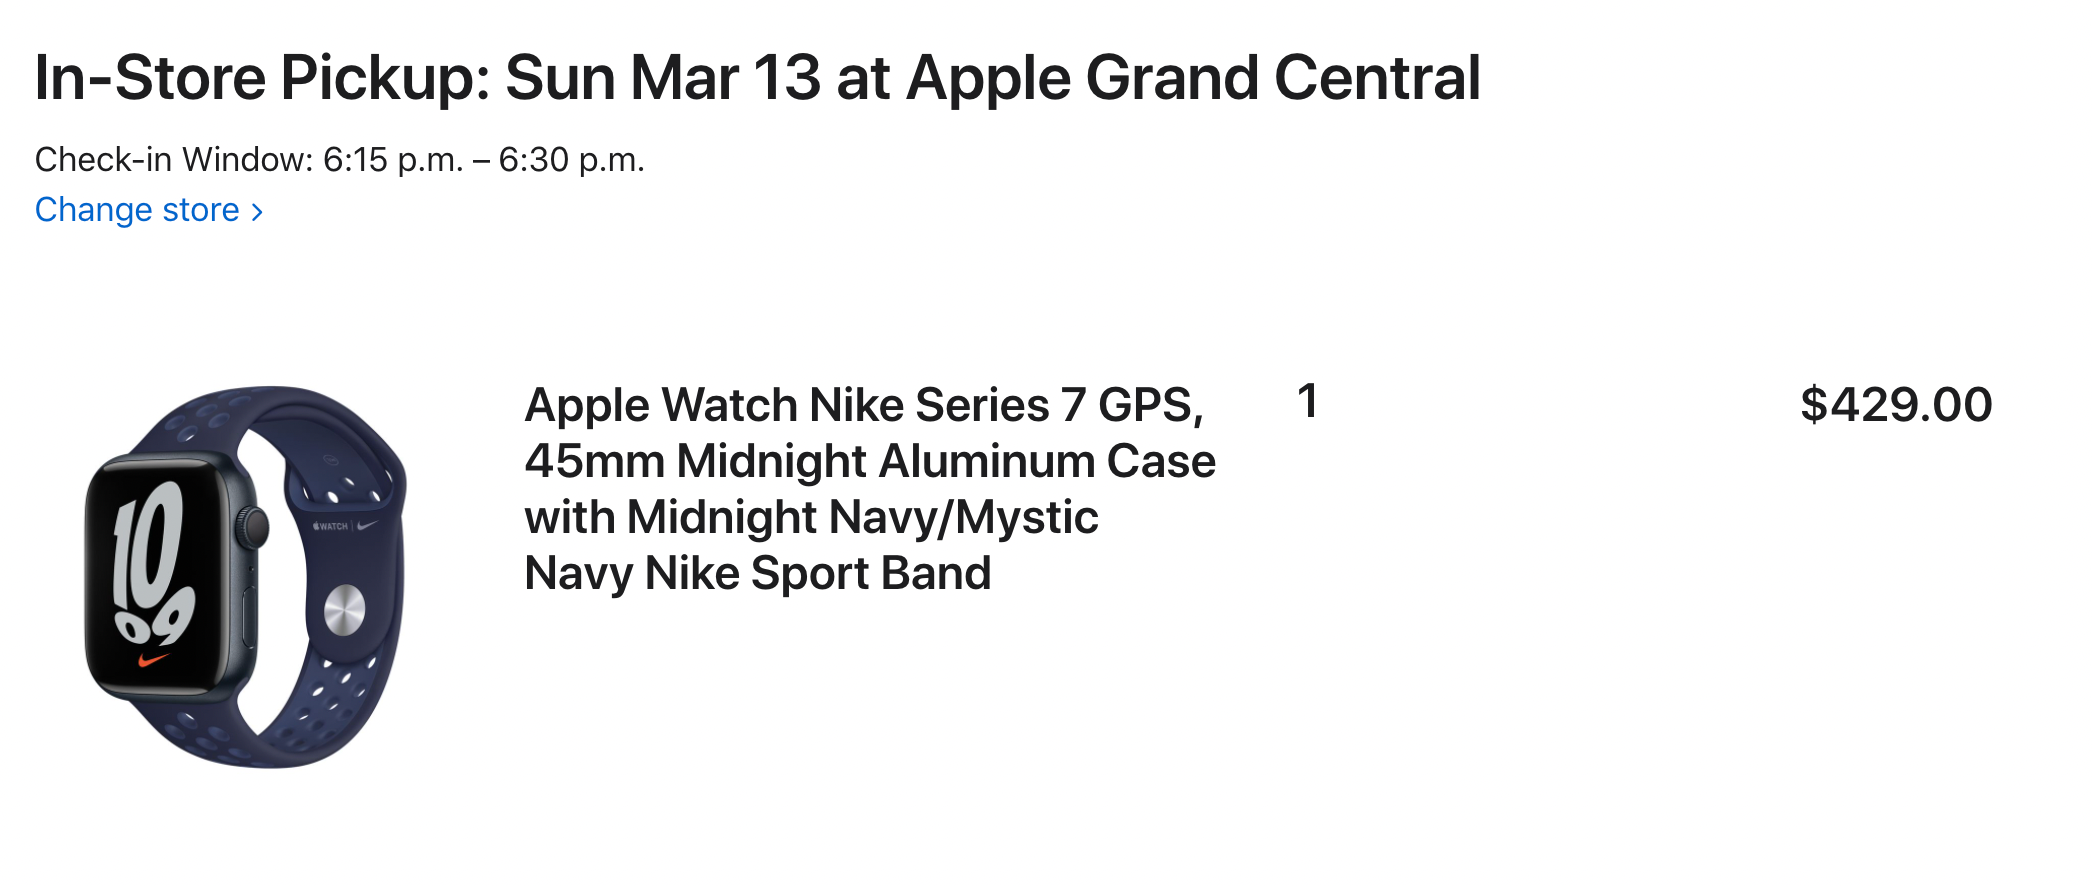 In-Store Pickup: Sun Mar 13 at Apple Grand Central
Check-in Window: 6:15 p.m. – 6:30 p.m.
Change store >
Apple Watch Nike Series 7 GPS,
45mm Midnight Aluminum Case
with Midnight Navy/Mystic
Navy Nike Sport Band
1
$429.00
10
09
WATCH